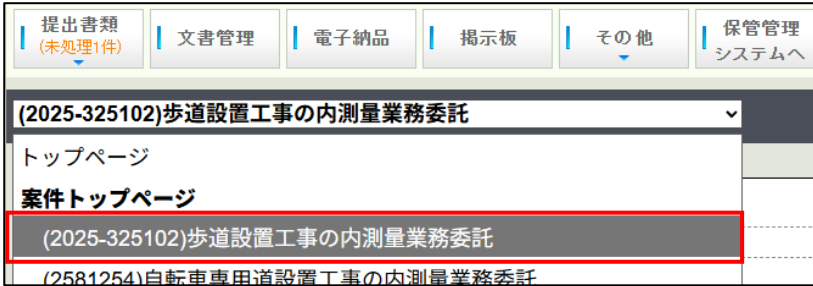 提出書類
(未処理1件)
文書管理
電子納品
掲示板
その他
保管管理
システムへ
(2025-325102)歩道設置工事の内測量業務委託
トップページ
案件トップページ
(2025-325102)歩道設置工事の内測量業務委託
(2581254)自転車専用道設置工事の内測量業務委託